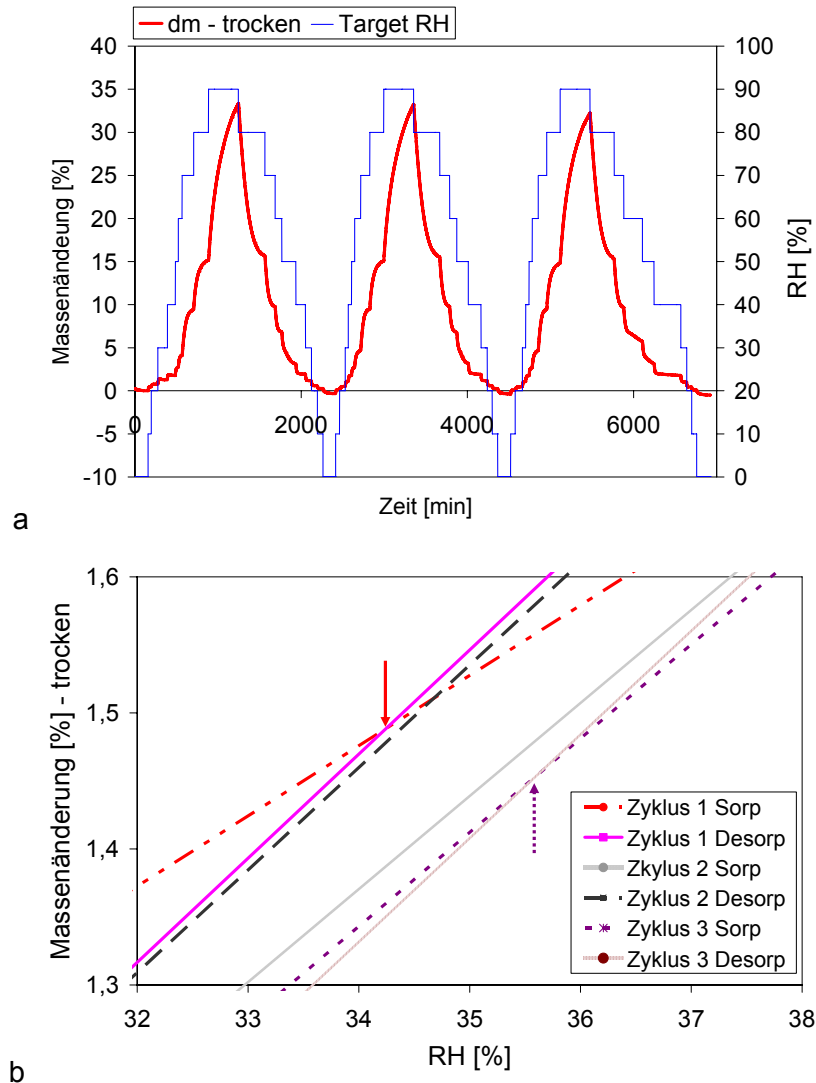 dm - trocken Target RH
40 100
35 90
30 80
25 70
20 60
15 50
10 40
5 30
0 20
-5 10
-10 0
0 2000 4000 6000
Massenändeung [%]
RH [%]
Zeit [min]
a
1,6
1,5
1,4
1,3
Massenänderung [%] - trocken
Zyklus 1 Sorp
Zyklus 1 Desorp
Zkylus 2 Sorp
Zyklus 2 Desorp
Zyklus 3 Sorp
Zyklus 3 Desorp
32 33 34 35 36 37 38
RH [%]
b